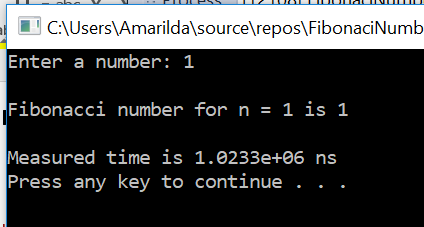 C:\Users\Amarilda\source\repos\FibonaciNumb
Enter a number: 1
Fibonacci number for n = 1 is 1
Measured time is 1.0233e+06 ns
Press any key to continue . . .